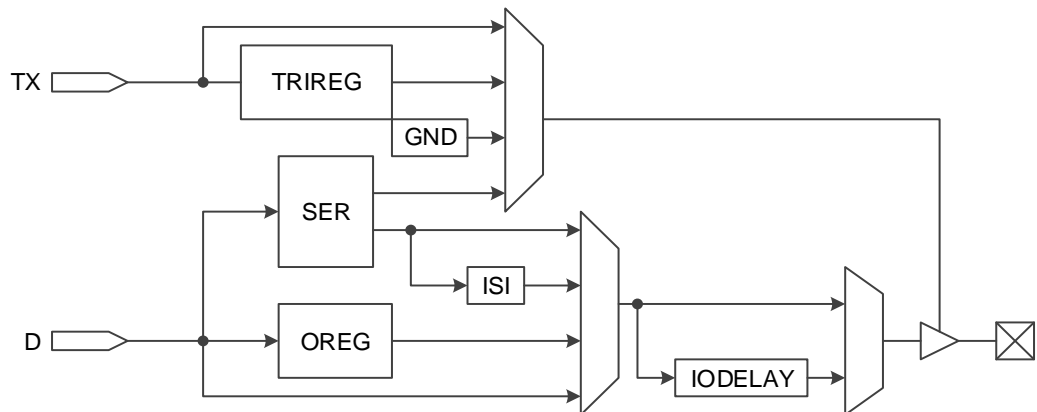 TX
TRIREG
GND
SER
ISI
D
OREG
IODELAY